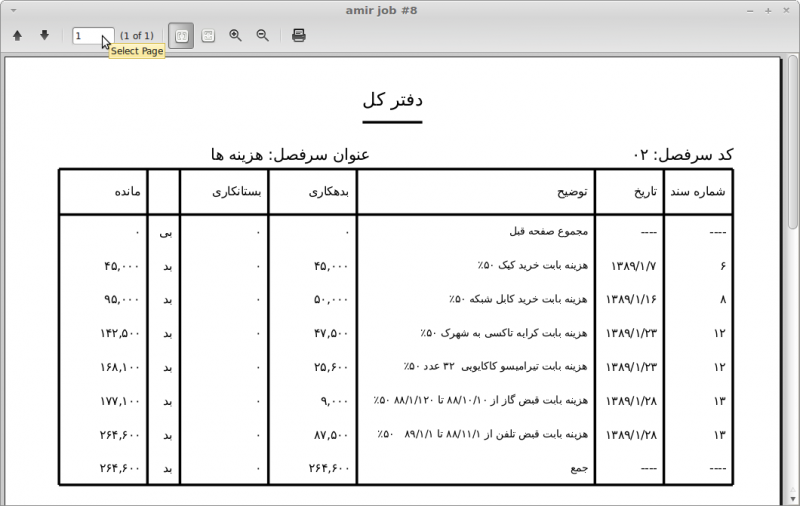 amir job #8
1 (1 of 1)
Select Page
دفتر کل
کد سرفصل: ۰۲ عنوان سرفصل: هزینه ها
شماره سند تاریخ توضیح بدهکاری بستانکاری مانده
---- ---- مجموع صفحه قبل ۰ ۰ بی ۰
۶ ۱۳۸۹/۱/۷ هزینه بابت خرید کیک ۵۰٪ ۴۵,۰۰۰ ۰ بد ۴۵,۰۰۰
۸ ۱۳۸۹/۱/۱۶ هزینه بابت خرید کابل شبکه ۵۰٪ ۵۰,۰۰۰ ۰ بد ۹۵,۰۰۰
۱۲ ۱۳۸۹/۱/۲۳ هزینه بابت کرایه تاکسی به شهرک ۵۰٪ ۴۷,۵۰۰ ۰ بد ۱۴۲,۵۰۰
۱۲ ۱۳۸۹/۱/۲۳ هزینه بابت تیرامیسو کاکایویی ۳۲ عدد ۵۰٪ ۲۵,۶۰۰ ۰ بد ۱۶۸,۱۰۰
۱۳ ۱۳۸۹/۱/۲۸ هزینه بابت قبض گاز از ۸۸/۱۰/۱۰ تا ۸۸/۱/۱۲۰ ۵۰٪ ۹,۰۰۰ ۰ بد ۱۷۷,۱۰۰
۱۳ ۱۳۸۹/۱/۲۸ هزینه بابت قبض تلفن از ۸۸/۱۱/۱ تا ۸۹/۱/۱ ۵۰٪ ۸۷,۵۰۰ ۰ بد ۲۶۴,۶۰۰
---- ---- جمع ۲۶۴,۶۰۰ ۰ بد ۲۶۴,۶۰۰